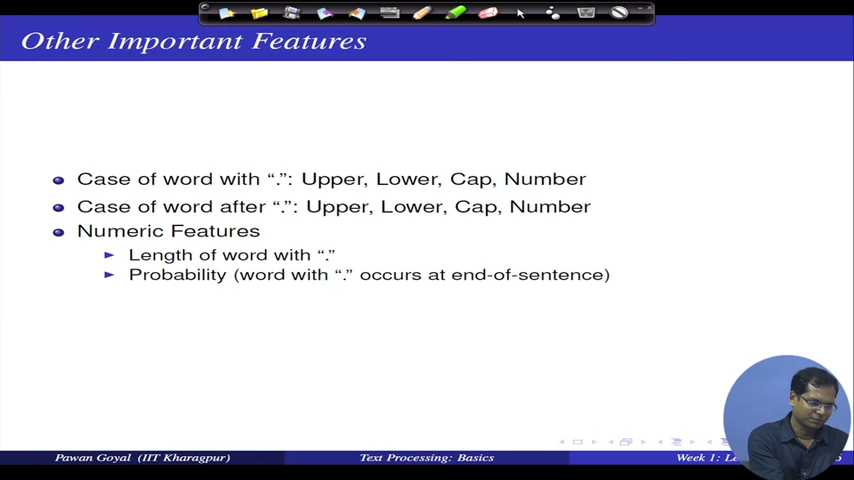 Other Important Features
Case of word with “.”: Upper, Lower, Cap, Number
Case of word after “.”: Upper, Lower, Cap, Number
Numeric Features
Length of word with “.”
Probability (word with “.” occurs at end-of-sentence)
Pawan Goyal (IIT Kharagpur) Text Processing: Basics Week 1: